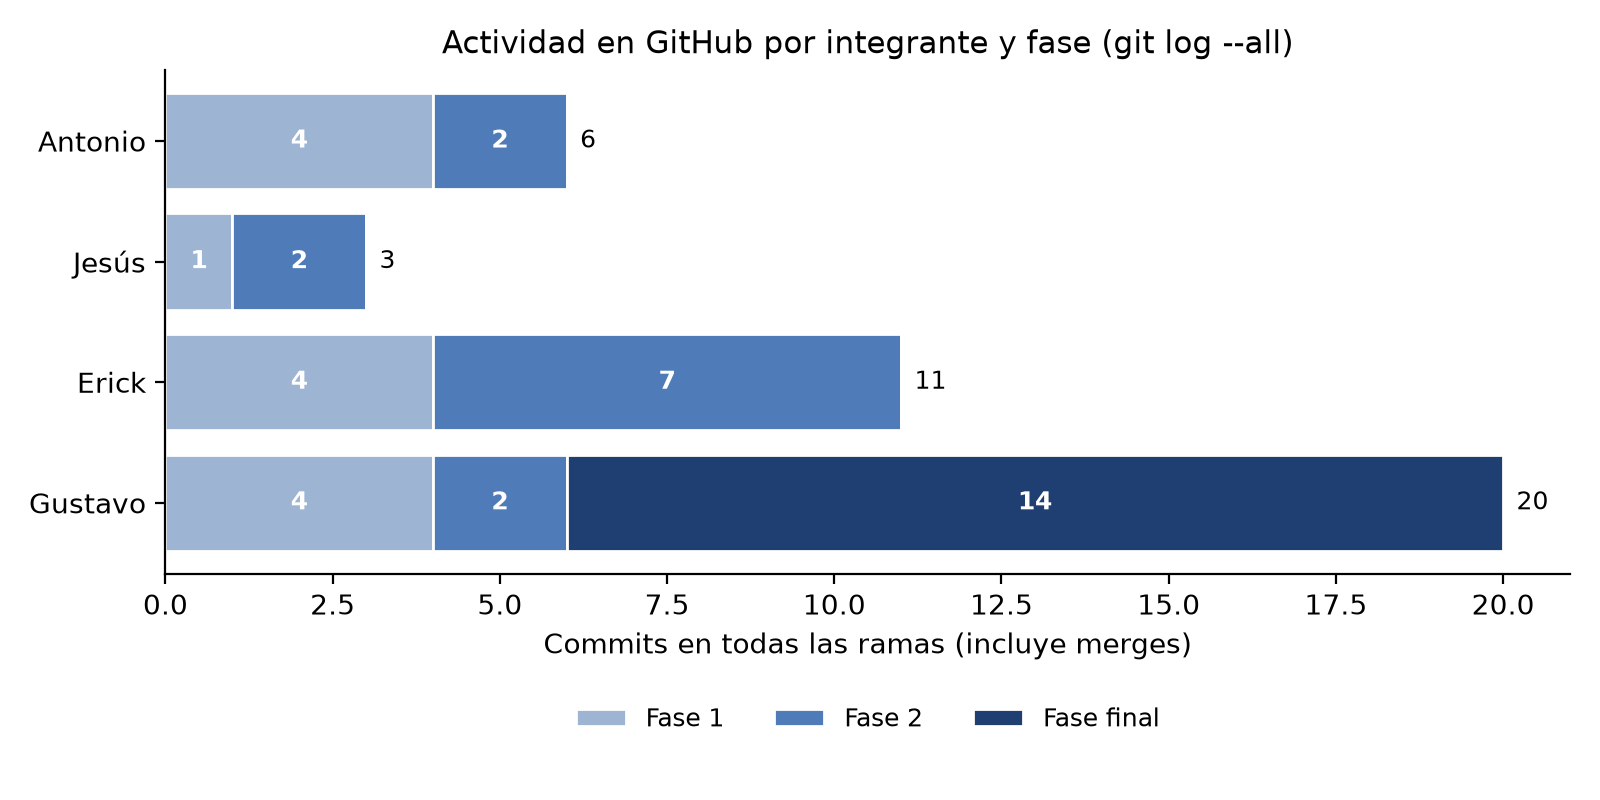 Actividad en GitHub por integrante y fase (git log --all)
Antonio 4 2 6
Jesús 1 2 3
Erick 4 7 11
Gustavo 4 2 14 20
0.0 2.5 5.0 7.5 10.0 12.5 15.0 17.5 20.0
Commits en todas las ramas (incluye merges)
Fase 1 Fase 2 Fase final